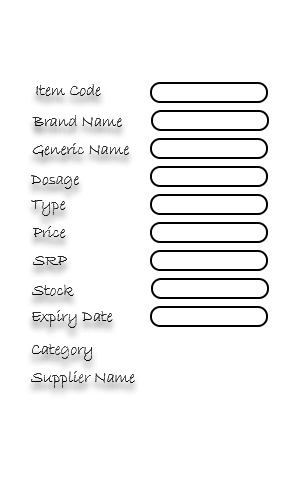 Item Code
Brand Name
Generic Name
Dosage
Type
Price
SRP
Stock
Expiry Date
Category
Supplier Name